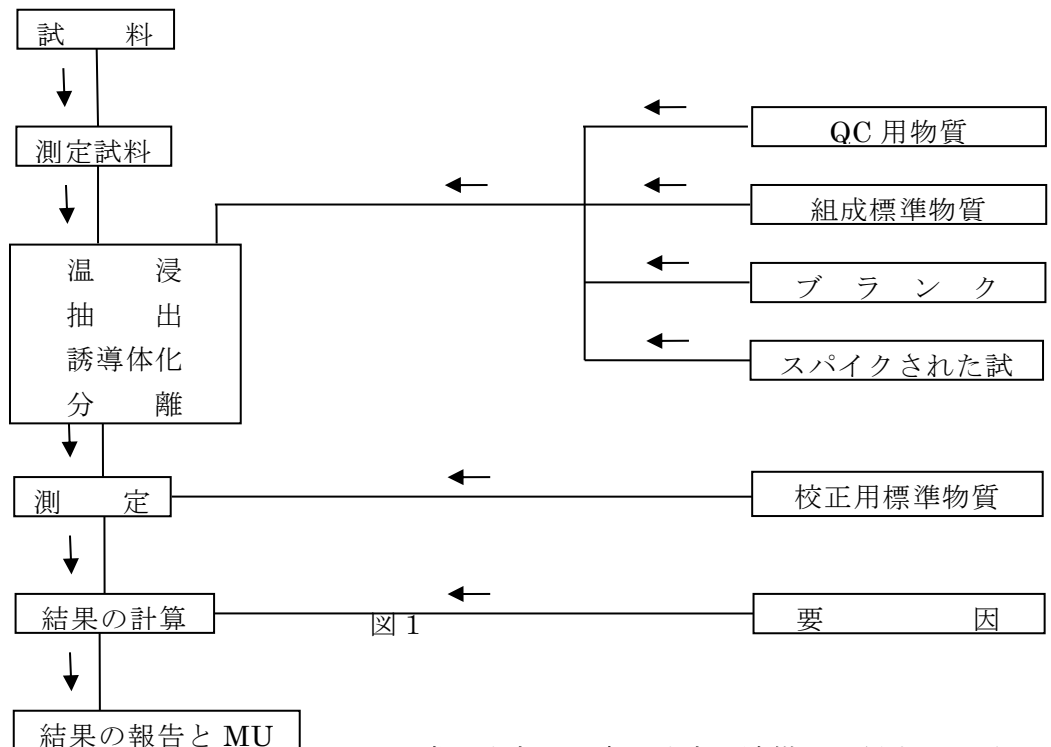 試 料
測定試料
温 浸
抽 出
誘導体化
分 離
QC 用物質
組成標準物質
ブ ラ ン ク
スパイクされた試
測 定
校正用標準物質
結果の計算
図 1
要 因
結果の報告と MU